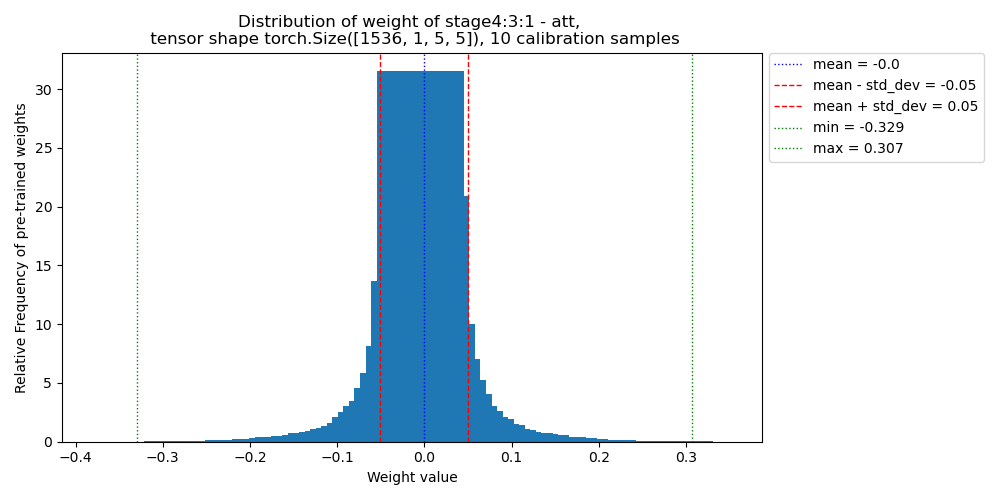 Distribution of weight of stage4:3:1 - att,
tensor shape torch.Size([1536, 1, 5, 5]), 10 calibration samples
mean = -0.0
mean - std_dev = -0.05
mean + std_dev = 0.05
min = -0.329
max = 0.307
Relative Frequency of pre-trained weights
30
25
20
15
10
5
0
−0.4
−0.3
−0.2
−0.1
0.0
0.1
0.2
0.3
Weight value